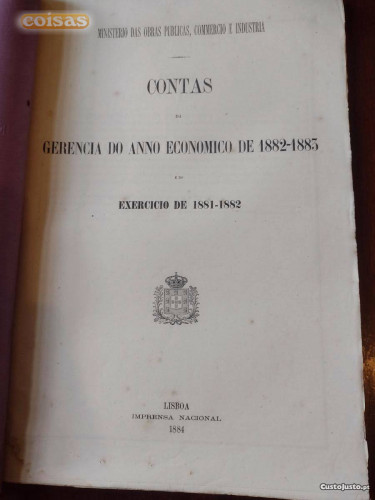 coisas
MINISTERIO DAS OBRAS PUBLICAS, COMMERCIO E INDUSTRIA
CONTAS
DA
GERENCIA DO ANNO ECONOMICO DE 1882-1883
E DO
EXERCICIO DE 1881-1882
LISBOA
IMPRENSA NACIONAL
1884
CustoJusto.pt